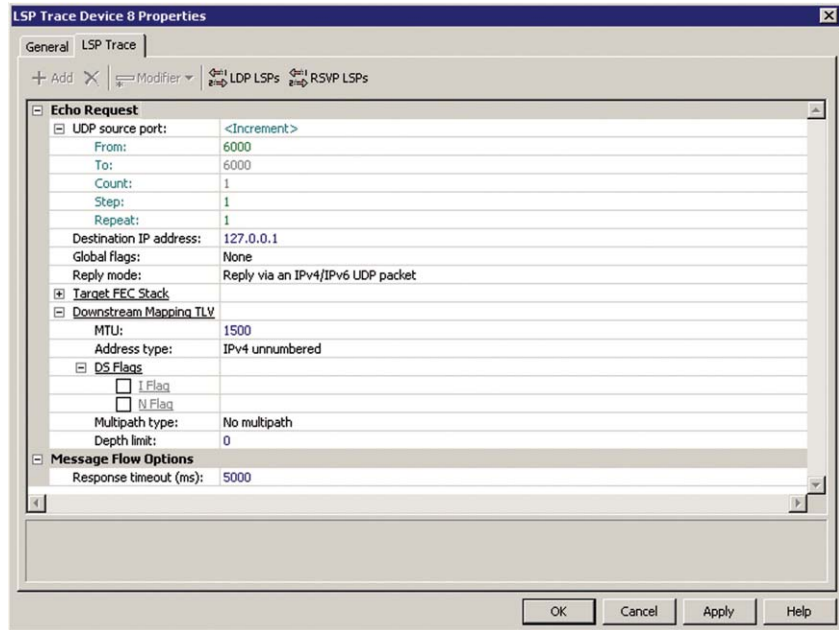 LSP Trace Device 8 Properties
General LSP Trace
Add Modifier LDP LSPs RSVP LSPs
Echo Request
UDP source port: <Increment>
From: 6000
To: 6000
Count: 1
Step: 1
Repeat: 1
Destination IP address: 127.0.0.1
Global flags: None
Reply mode: Reply via an IPv4/IPv6 UDP packet
Target FEC Stack
Downstream Mapping TLV
MTU: 1500
Address type: IPv4 unnumbered
DS Flags
I Flag
N Flag
Multipath type: No multipath
Depth limit: 0
Message Flow Options
Response timeout (ms): 5000
OK Cancel Apply Help